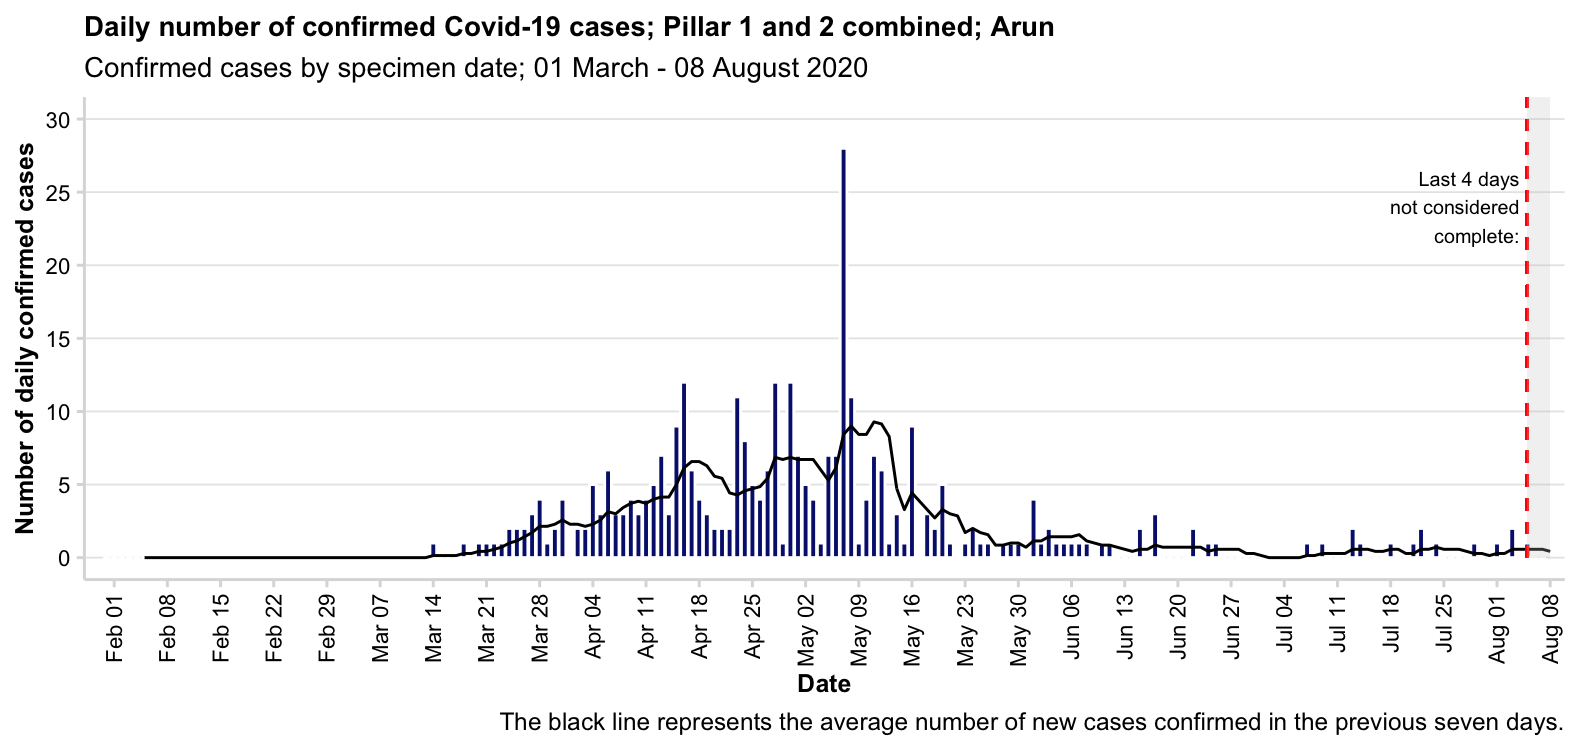 Daily number of confirmed Covid-19 cases; Pillar 1 and 2 combined; Arun
Confirmed cases by specimen date; 01 March - 08 August 2020
Number of daily confirmed cases
30
25
20
15
10
5
0
Last 4 days
not considered
complete:
Feb 01
Feb 08
Feb 15
Feb 22
Feb 29
Mar 07
Mar 14
Mar 21
Mar 28
Apr 04
Apr 11
Apr 18
Apr 25
May 02
May 09
May 16
May 23
May 30
Jun 06
Jun 13
Jun 20
Jun 27
Jul 04
Jul 11
Jul 18
Jul 25
Aug 01
Aug 08
Date
The black line represents the average number of new cases confirmed in the previous seven days.